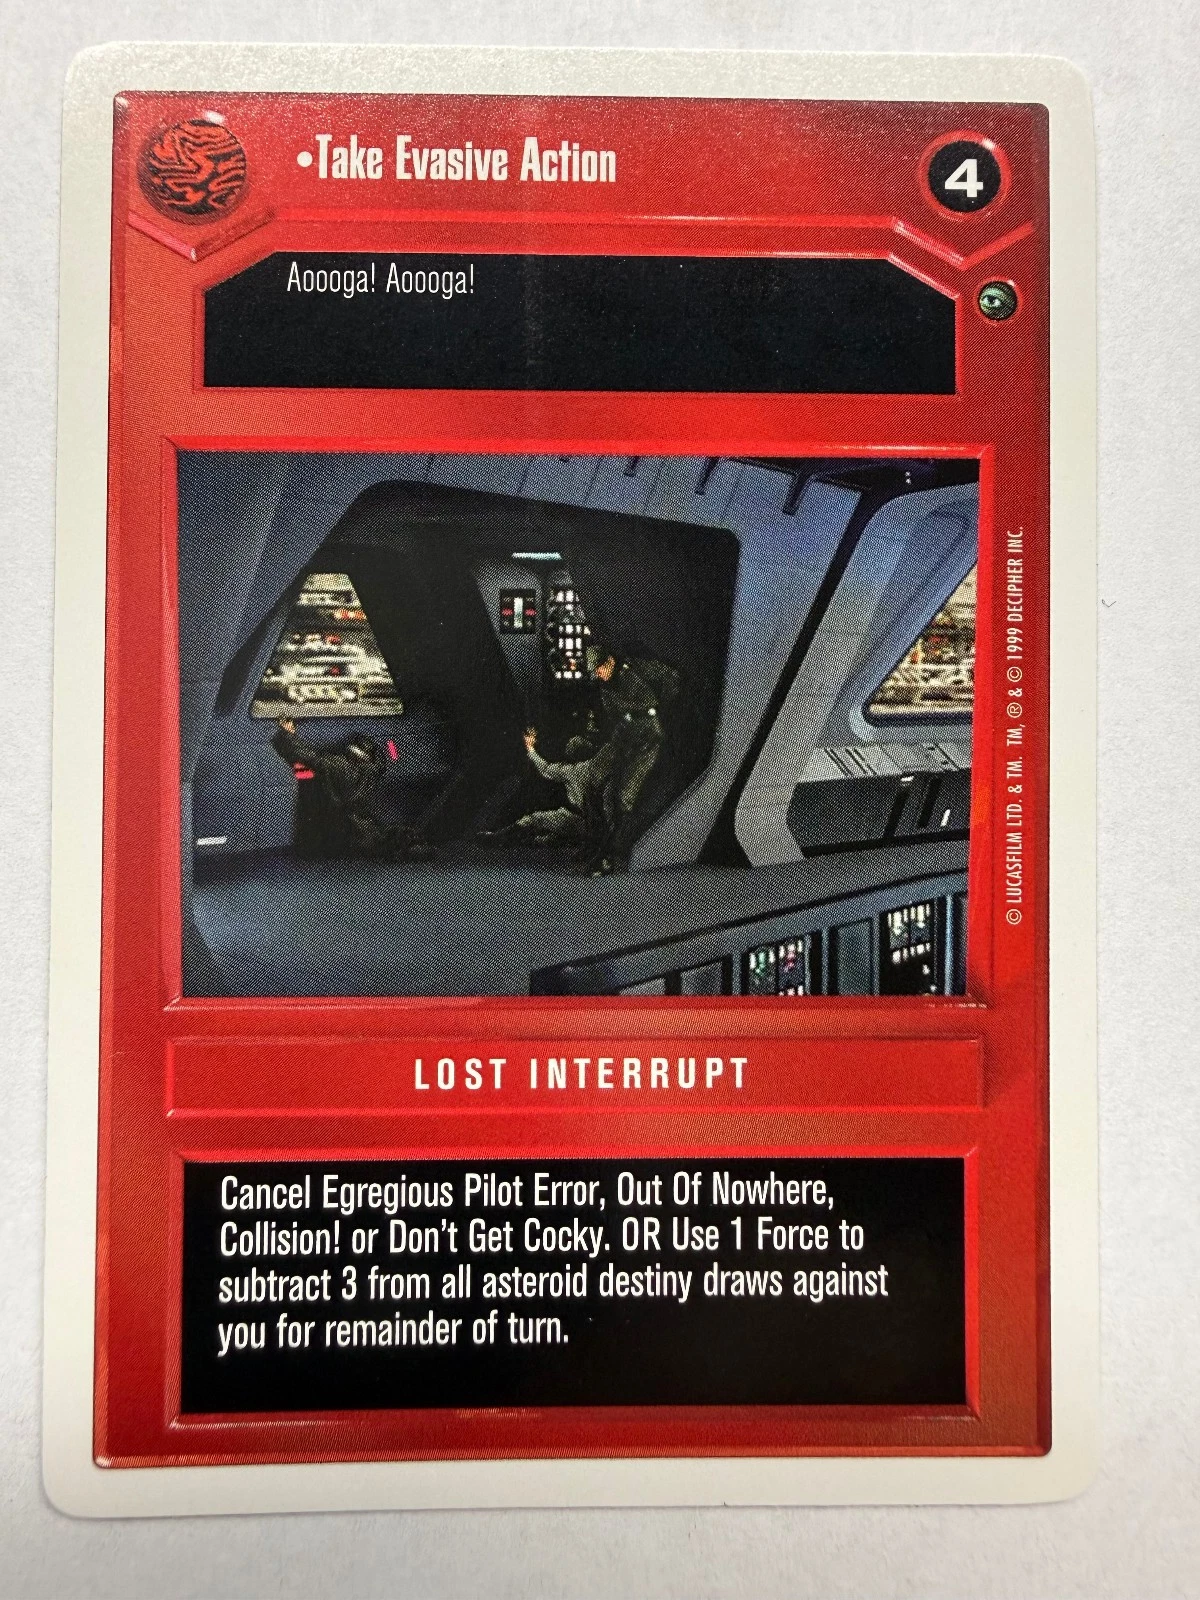 •Take Evasive Action
4
Aoooga! Aoooga!
© LUCASFILM LTD. & TM. TM, ® & © 1999 DECIPHER INC.
LOST INTERRUPT
Cancel Egregious Pilot Error, Out Of Nowhere,
Collision! or Don't Get Cocky. OR Use 1 Force to
subtract 3 from all asteroid destiny draws against
you for remainder of turn.